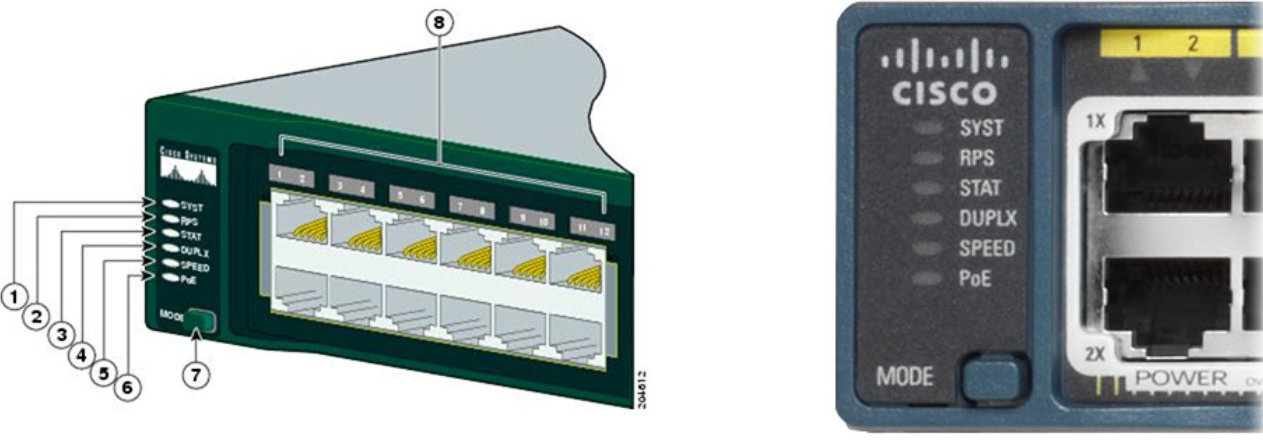 8
CISCO SYSTEMS
1 2 3 4 5 6 7 8 9 10 11 12
SYST
RPS
STAT
DUPLX
SPEED
PoE
MODE
1
2
3
4
5
6
7
204612
CISCO
SYST
RPS
STAT
DUPLX
SPEED
PoE
MODE
1 2
1X
2X
POWER